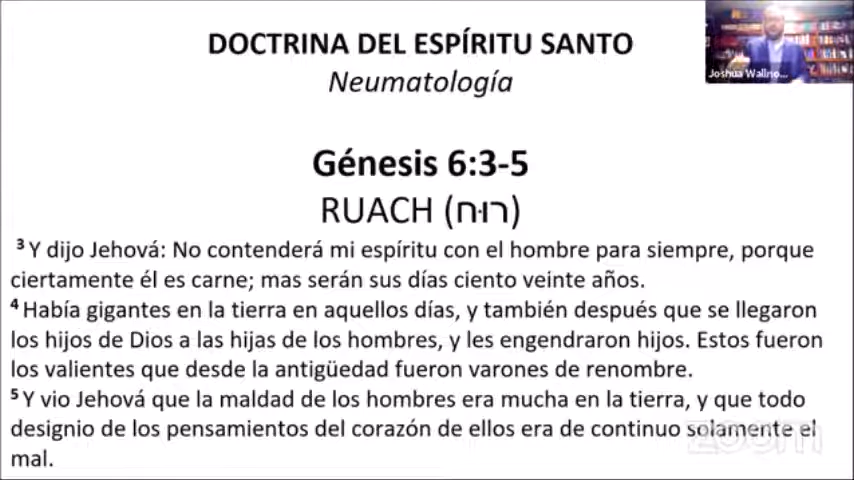 DOCTRINA DEL ESPÍRITU SANTO
Neumatología
Joshua Wallno...
Génesis 6:3-5
RUACH (רוּח)
³ Y dijo Jehová: No contenderá mi espíritu con el hombre para siempre, porque
ciertamente él es carne; mas serán sus días ciento veinte años.
⁴ Había gigantes en la tierra en aquellos días, y también después que se llegaron
los hijos de Dios a las hijas de los hombres, y les engendraron hijos. Estos fueron
los valientes que desde la antigüedad fueron varones de renombre.
⁵ Y vio Jehová que la maldad de los hombres era mucha en la tierra, y que todo
designio de los pensamientos del corazón de ellos era de continuo solamente el
mal.
zoom